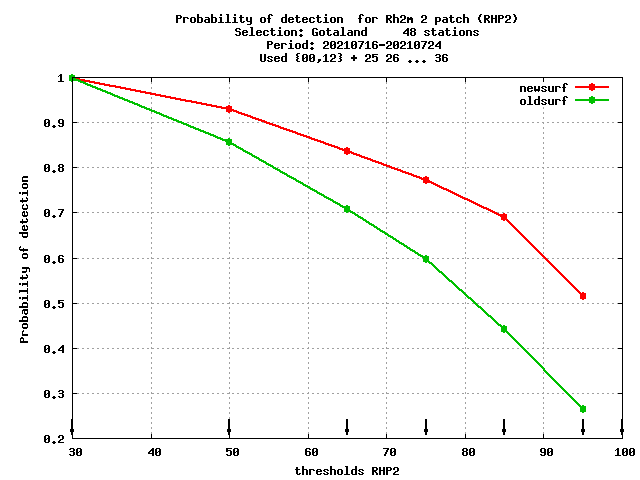 Probability of detection  for Rh2m 2 patch (RHP2)
Selection: Gotaland     48 stations
Period: 20210716-20210724
Used {00,12} + 25 26 ... 36
newsurf
oldsurf
Probability of detection
1
0.9
0.8
0.7
0.6
0.5
0.4
0.3
0.2
30 40 50 60 70 80 90 100
thresholds RHP2